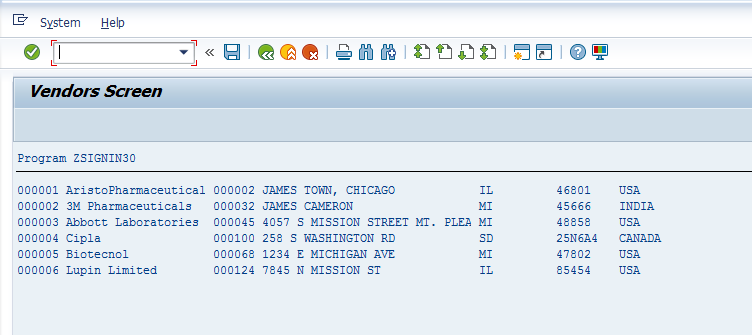 System Help
Vendors Screen
Program ZSIGNIN30
000001 AristoPharmaceutical 000002 JAMES TOWN, CHICAGO IL 46801 USA
000002 3M Pharmaceuticals 000032 JAMES CAMERON MI 45666 INDIA
000003 Abbott Laboratories 000045 4057 S MISSION STREET MT. PLEA MI 48858 USA
000004 Cipla 000100 258 S WASHINGTON RD SD 25N6A4 CANADA
000005 Biotecnol 000068 1234 E MICHIGAN AVE MI 47802 USA
000006 Lupin Limited 000124 7845 N MISSION ST IL 85454 USA